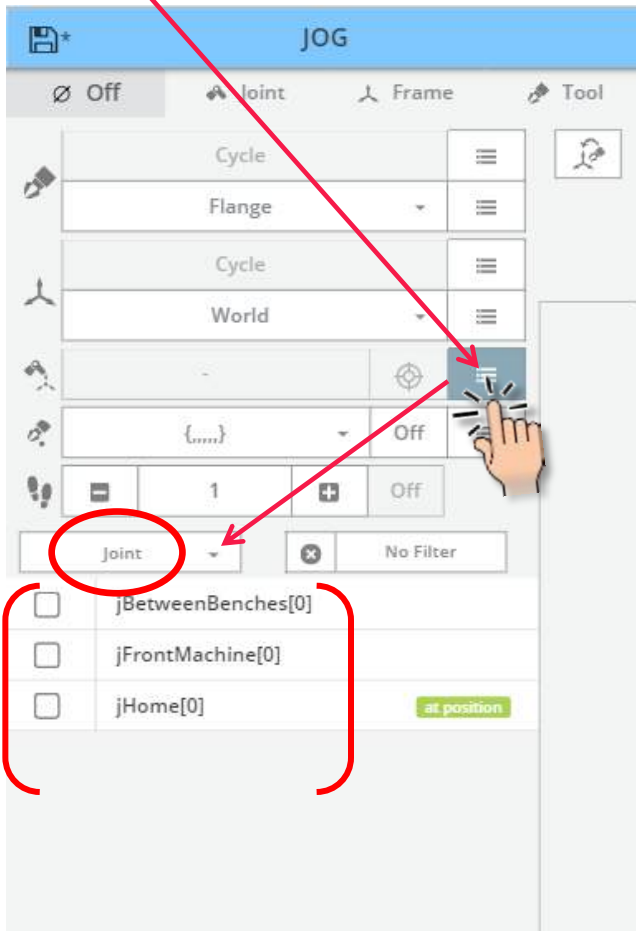 * JOG
Ø Off Joint Frame Tool
Cycle
Flange
Cycle
World
-
{,,,,,} Off
1 Off
Joint No Filter
jBetweenBenches[0]
jFrontMachine[0]
jHome[0] at position